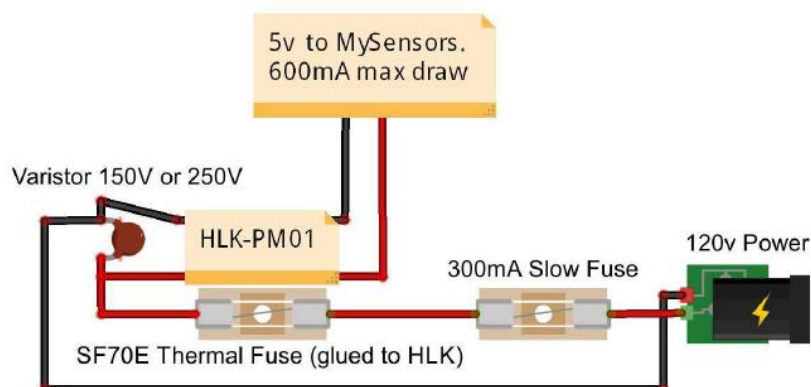 5v to MySensors.
600mA max draw
Varistor 150V or 250V
HLK-PM01
120v Power
300mA Slow Fuse
SF70E Thermal Fuse (glued to HLK)